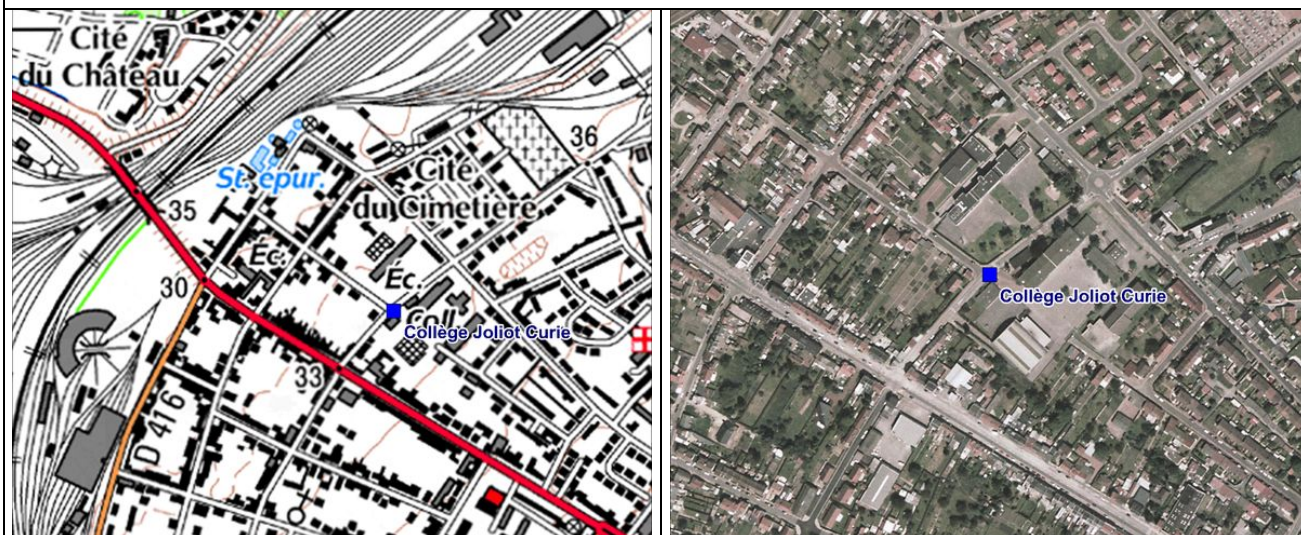 Cité
du Château
St. épur.
36
Cité
du Cimetière
35
Éc.
Éc.
30
Coll.
Collège Joliot Curie
33
D 416
Collège Joliot Curie